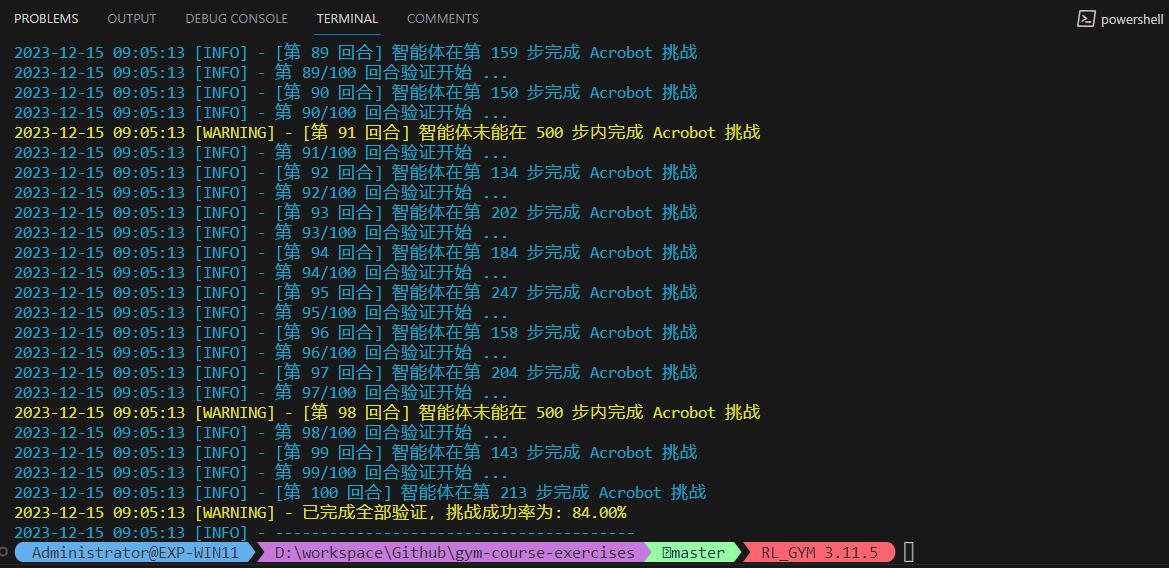 PROBLEMS OUTPUT DEBUG CONSOLE TERMINAL COMMENTS powershell
2023-12-15 09:05:13 [INFO] - [第 89 回合] 智能体在第 159 步完成 Acrobot 挑战
2023-12-15 09:05:13 [INFO] - 第 89/100 回合验证开始 ...
2023-12-15 09:05:13 [INFO] - [第 90 回合] 智能体在第 150 步完成 Acrobot 挑战
2023-12-15 09:05:13 [INFO] - 第 90/100 回合验证开始 ...
2023-12-15 09:05:13 [WARNING] - [第 91 回合] 智能体未能在 500 步内完成 Acrobot 挑战
2023-12-15 09:05:13 [INFO] - 第 91/100 回合验证开始 ...
2023-12-15 09:05:13 [INFO] - [第 92 回合] 智能体在第 134 步完成 Acrobot 挑战
2023-12-15 09:05:13 [INFO] - 第 92/100 回合验证开始 ...
2023-12-15 09:05:13 [INFO] - [第 93 回合] 智能体在第 202 步完成 Acrobot 挑战
2023-12-15 09:05:13 [INFO] - 第 93/100 回合验证开始 ...
2023-12-15 09:05:13 [INFO] - [第 94 回合] 智能体在第 184 步完成 Acrobot 挑战
2023-12-15 09:05:13 [INFO] - 第 94/100 回合验证开始 ...
2023-12-15 09:05:13 [INFO] - [第 95 回合] 智能体在第 247 步完成 Acrobot 挑战
2023-12-15 09:05:13 [INFO] - 第 95/100 回合验证开始 ...
2023-12-15 09:05:13 [INFO] - [第 96 回合] 智能体在第 158 步完成 Acrobot 挑战
2023-12-15 09:05:13 [INFO] - 第 96/100 回合验证开始 ...
2023-12-15 09:05:13 [INFO] - [第 97 回合] 智能体在第 204 步完成 Acrobot 挑战
2023-12-15 09:05:13 [INFO] - 第 97/100 回合验证开始 ...
2023-12-15 09:05:13 [WARNING] - [第 98 回合] 智能体未能在 500 步内完成 Acrobot 挑战
2023-12-15 09:05:13 [INFO] - 第 98/100 回合验证开始 ...
2023-12-15 09:05:13 [INFO] - [第 99 回合] 智能体在第 143 步完成 Acrobot 挑战
2023-12-15 09:05:13 [INFO] - 第 99/100 回合验证开始 ...
2023-12-15 09:05:13 [INFO] - [第 100 回合] 智能体在第 213 步完成 Acrobot 挑战
2023-12-15 09:05:13 [WARNING] - 已完成全部验证, 挑战成功率为: 84.00%
2023-12-15 09:05:13 [INFO] - ----------------------------------------
Administrator@EXP-WIN11 D:\workspace\Github\gym-course-exercises master RL_GYM 3.11.5